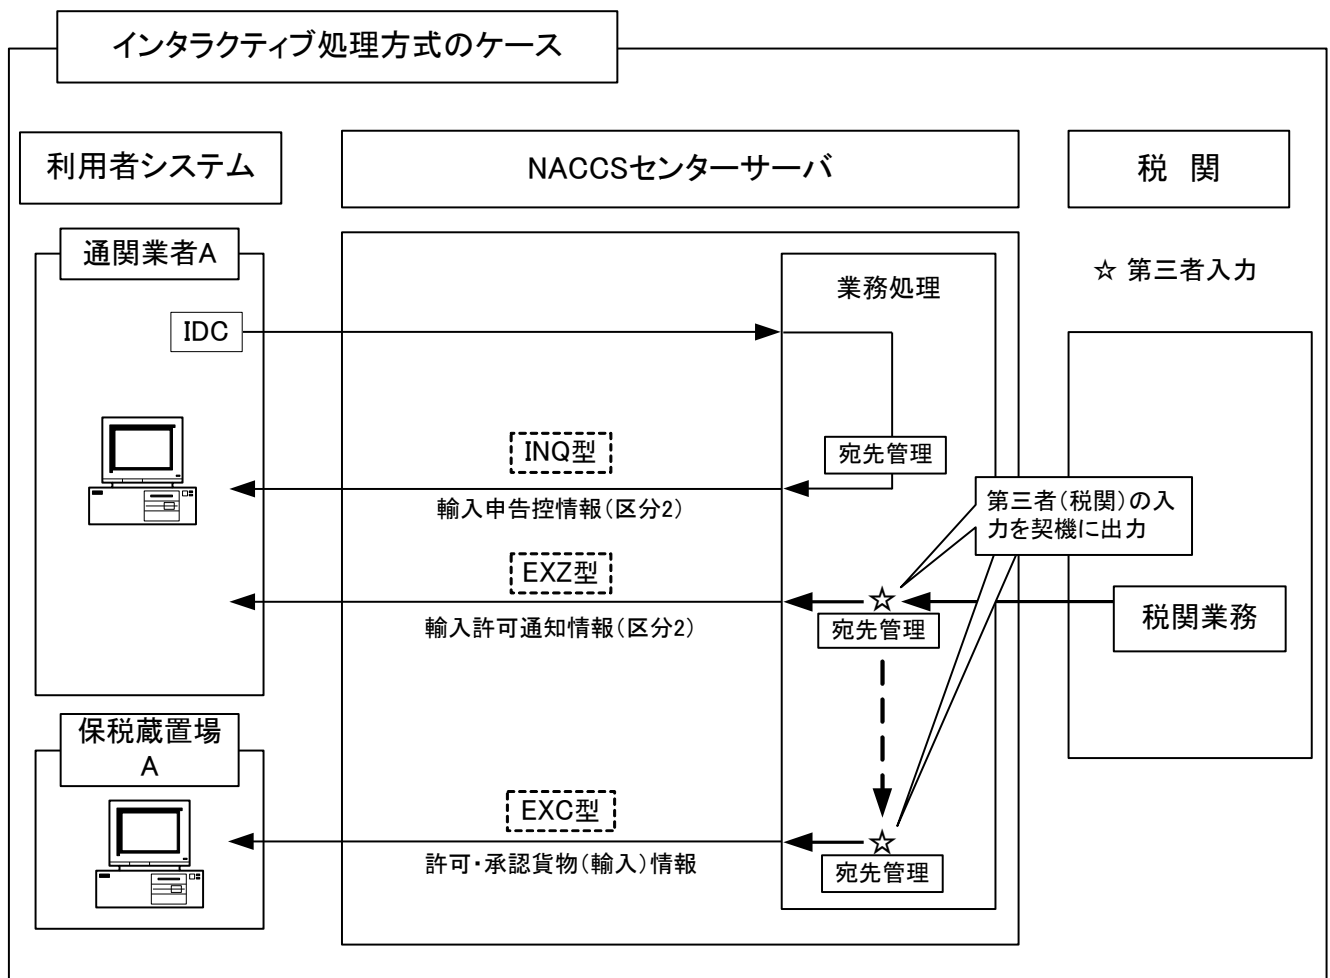 インタラクティブ処理方式のケース
利用者システム
NACCSセンターサーバ
税 関
通関業者A
業務処理
☆ 第三者入力
IDC
INQ型
宛先管理
輸入申告控情報(区分2)
第三者(税関)の入
力を契機に出力
EXZ型
☆
輸入許可通知情報(区分2)
宛先管理
税関業務
保税蔵置場
A
EXC型
☆
許可・承認貨物(輸入)情報
宛先管理